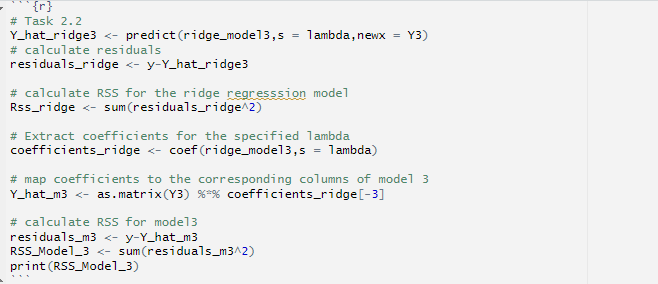 ```{r}
# Task 2.2
Y_hat_ridge3 <- predict(ridge_model3,s = lambda,newx = Y3)
# calculate residuals
residuals_ridge <- y-Y_hat_ridge3
# calculate RSS for the ridge regresssion model
Rss_ridge <- sum(residuals_ridge^2)
# Extract coefficients for the specified lambda
coefficients_ridge <- coef(ridge_model3,s = lambda)
# map coefficients to the corresponding columns of model 3
Y_hat_m3 <- as.matrix(Y3) %*% coefficients_ridge[-3]
# calculate RSS for model3
residuals_m3 <- y-Y_hat_m3
RSS_Model_3 <- sum(residuals_m3^2)
print(RSS_Model_3)
```